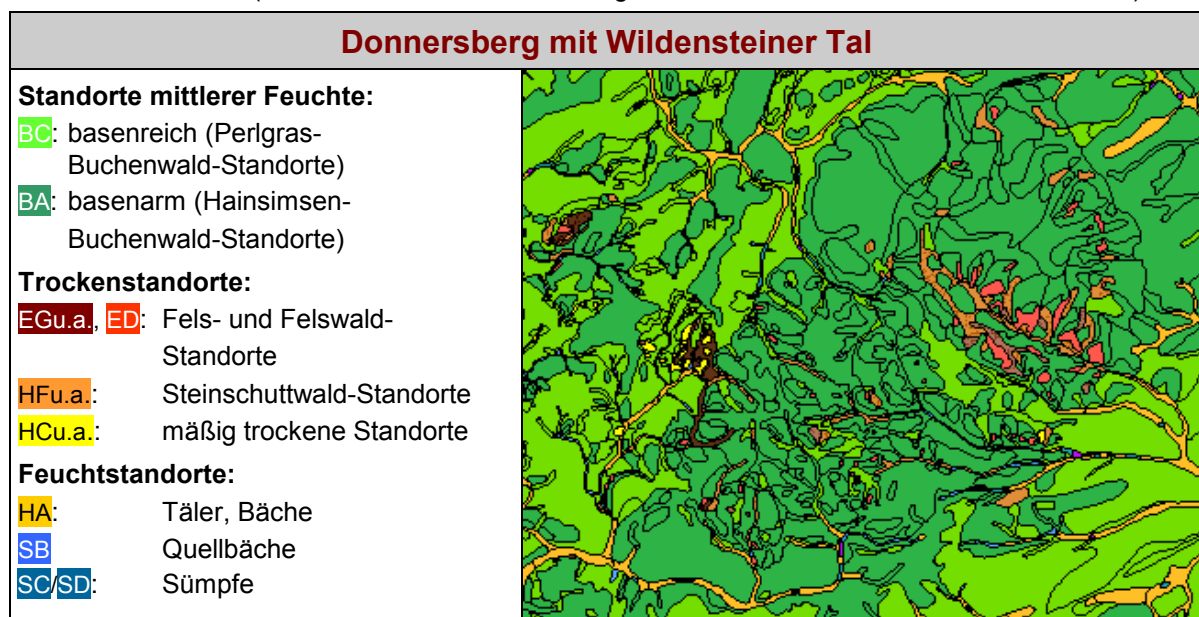 Donnersberg mit Wildensteiner Tal
Standorte mittlerer Feuchte:
BC: basenreich (Perlgras-
Buchenwald-Standorte)
BA: basenarm (Hainsimsen-
Buchenwald-Standorte)
Trockenstandorte:
EGu.a., ED: Fels- und Felswald-
Standorte
HFu.a.: Steinschuttwald-Standorte
HCu.a.: mäßig trockene Standorte
Feuchtstandorte:
HA: Täler, Bäche
SB Quellbäche
SC/SD: Sümpfe